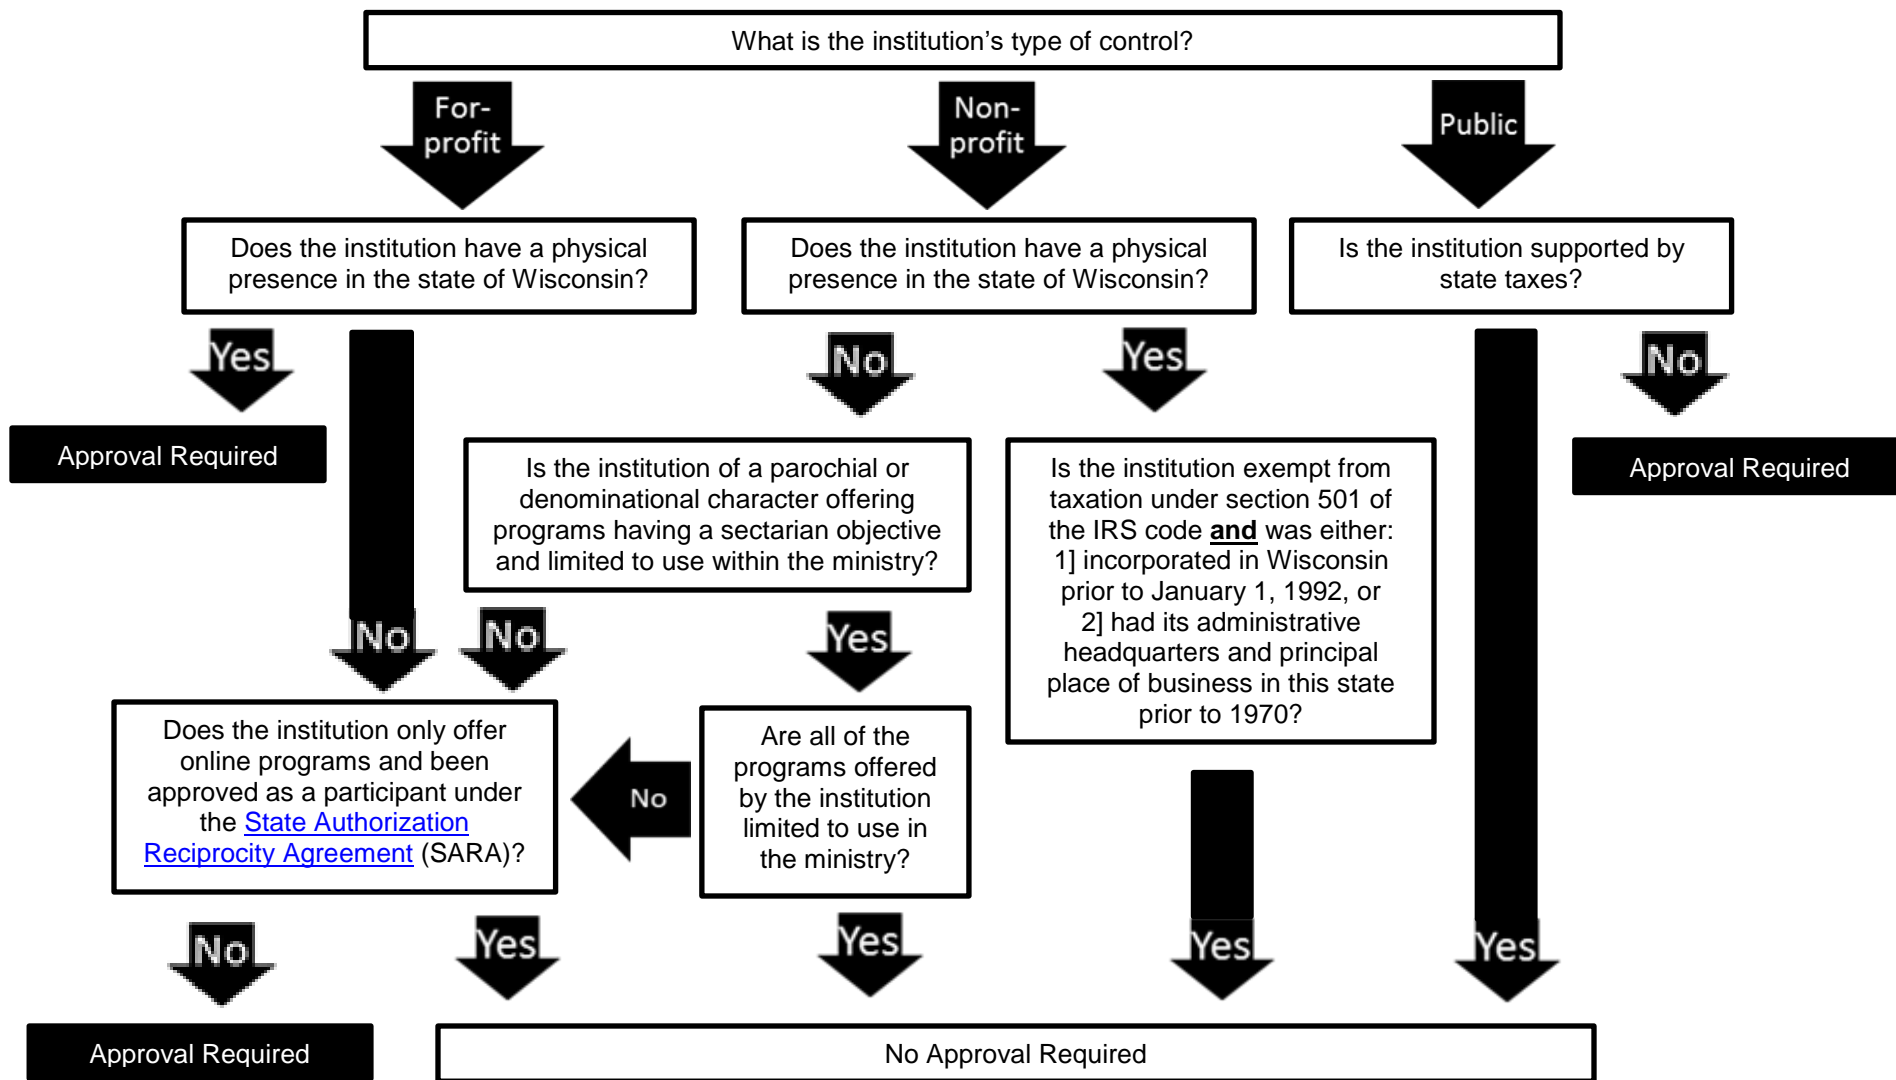 What is the institution’s type of control?
For-
profit
Non-
profit
Public
Does the institution have a physical
presence in the state of Wisconsin?
Does the institution have a physical
presence in the state of Wisconsin?
Is the institution supported by
state taxes?
Yes
No
Yes
No
Approval Required
Is the institution of a parochial or
denominational character offering
programs having a sectarian objective
and limited to use within the ministry?
Is the institution exempt from
taxation under section 501 of
the IRS code and was either:
1] incorporated in Wisconsin
prior to January 1, 1992, or
2] had its administrative
headquarters and principal
place of business in this state
prior to 1970?
Approval Required
No
No
Yes
Does the institution only offer
online programs and been
approved as a participant under
the State Authorization
Reciprocity Agreement (SARA)?
No
Are all of the
programs offered
by the institution
limited to use in
the ministry?
No
Yes
Yes
Yes
Yes
Approval Required
No Approval Required